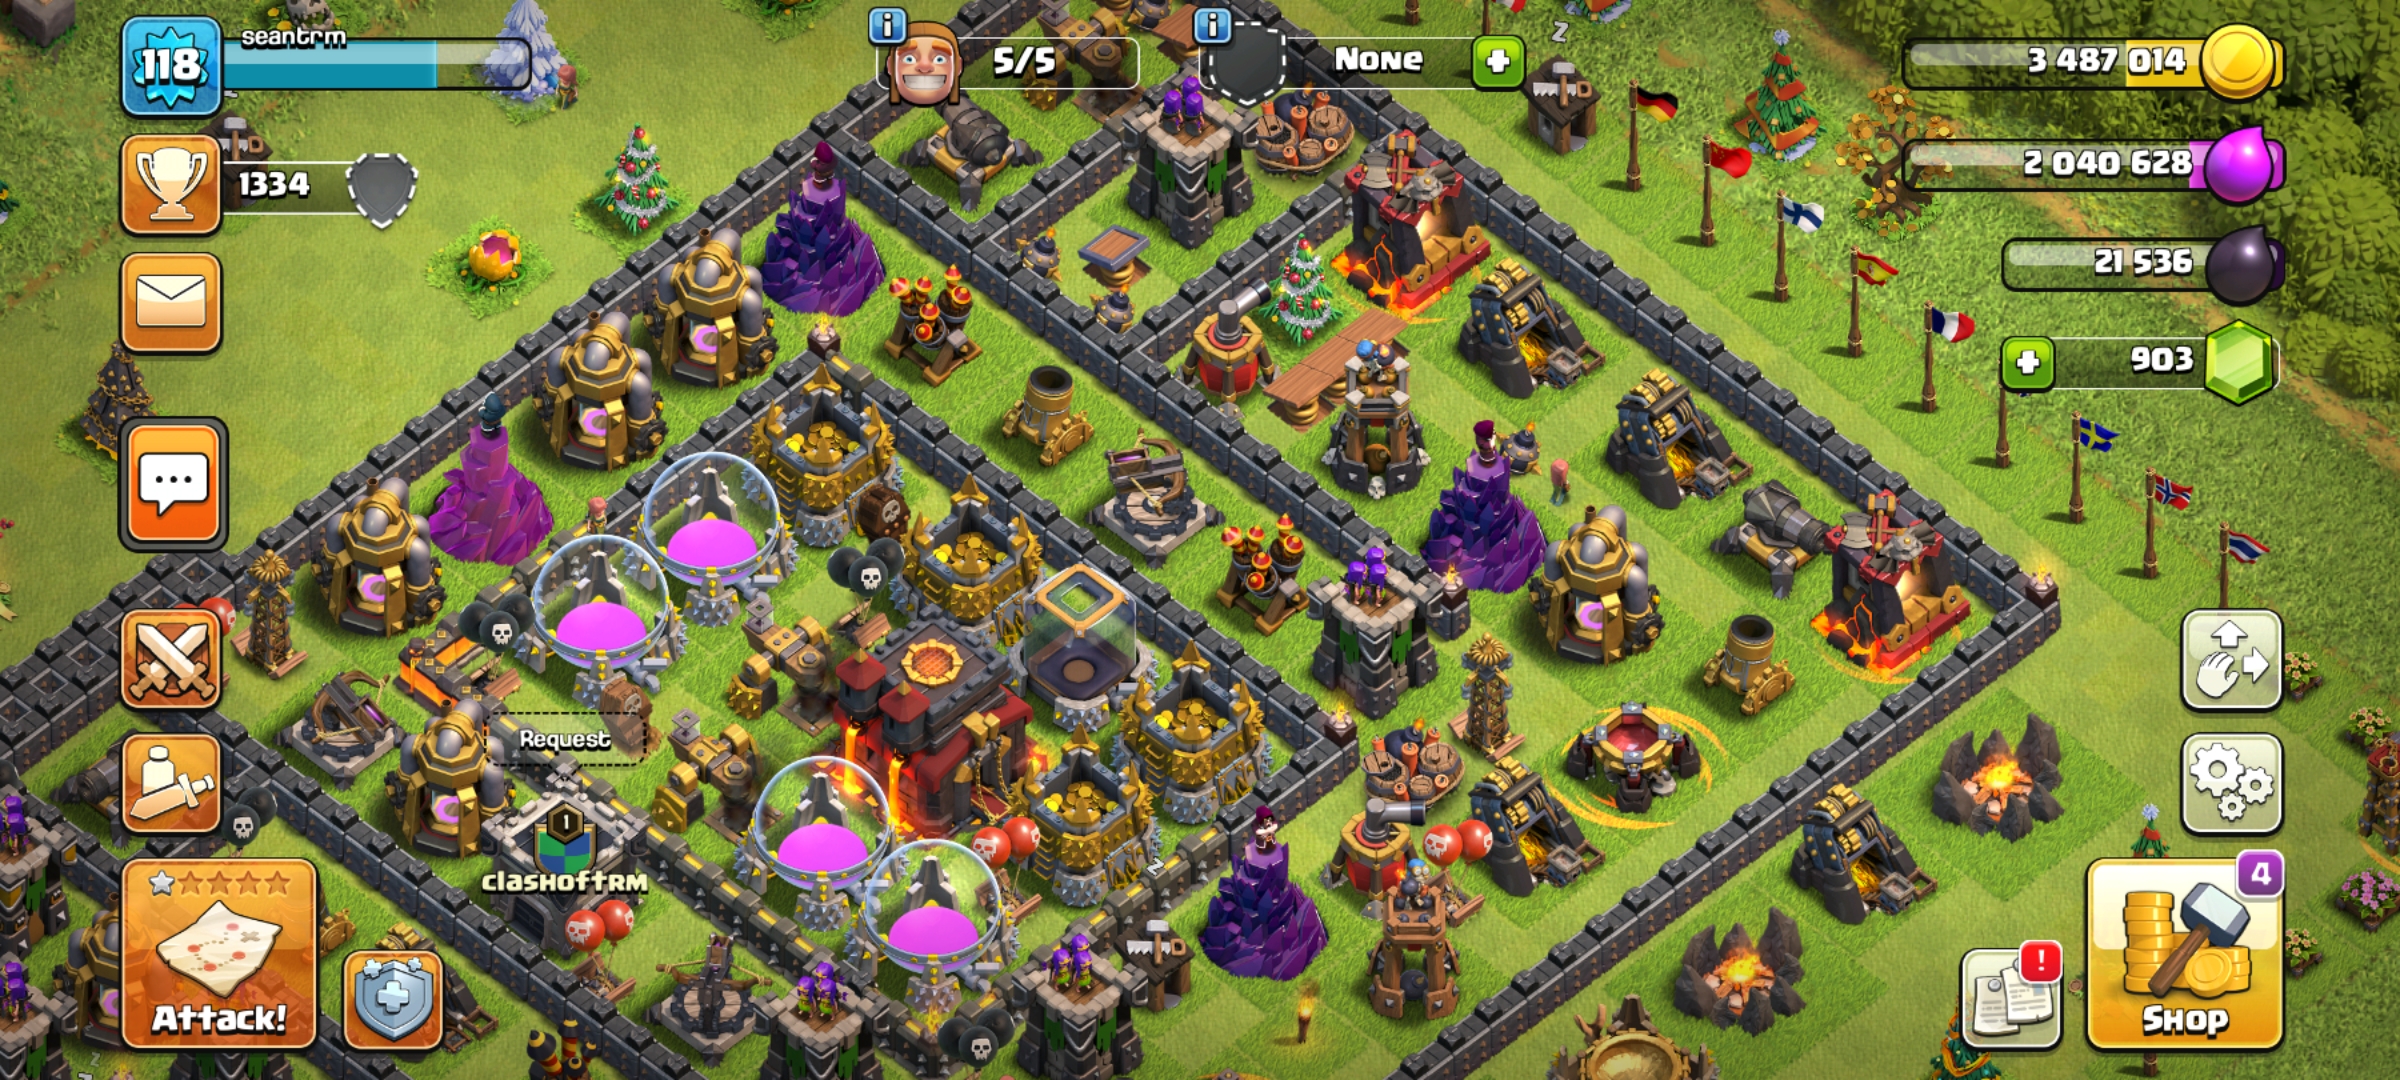 118
seantrm
5/5
None
3 487 014
1334
2 040 628
21 536
903
Request
1
clashofTRM
Attack!
4
!
Shop